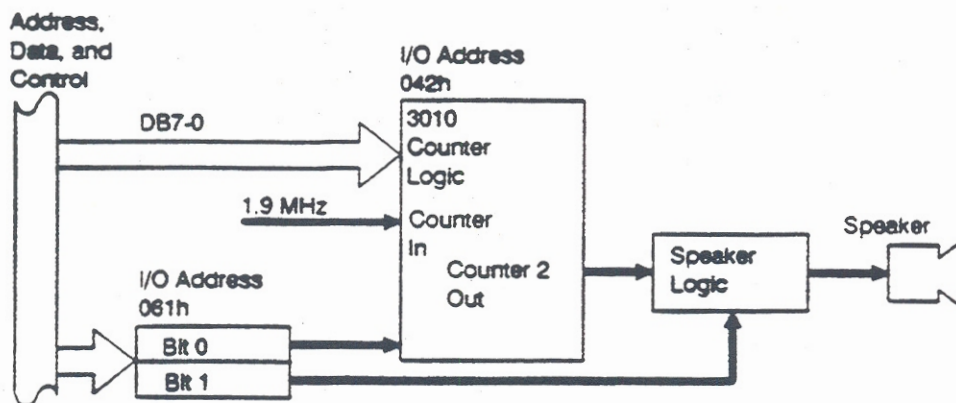 Address,
Data, and
Control
I/O Address
042h
DB7-0
3010
Counter
Logic
1.9 MHz
Counter
In
Counter 2
Out
Speaker
Logic
Speaker
I/O Address
061h
Bit 0
Bit 1